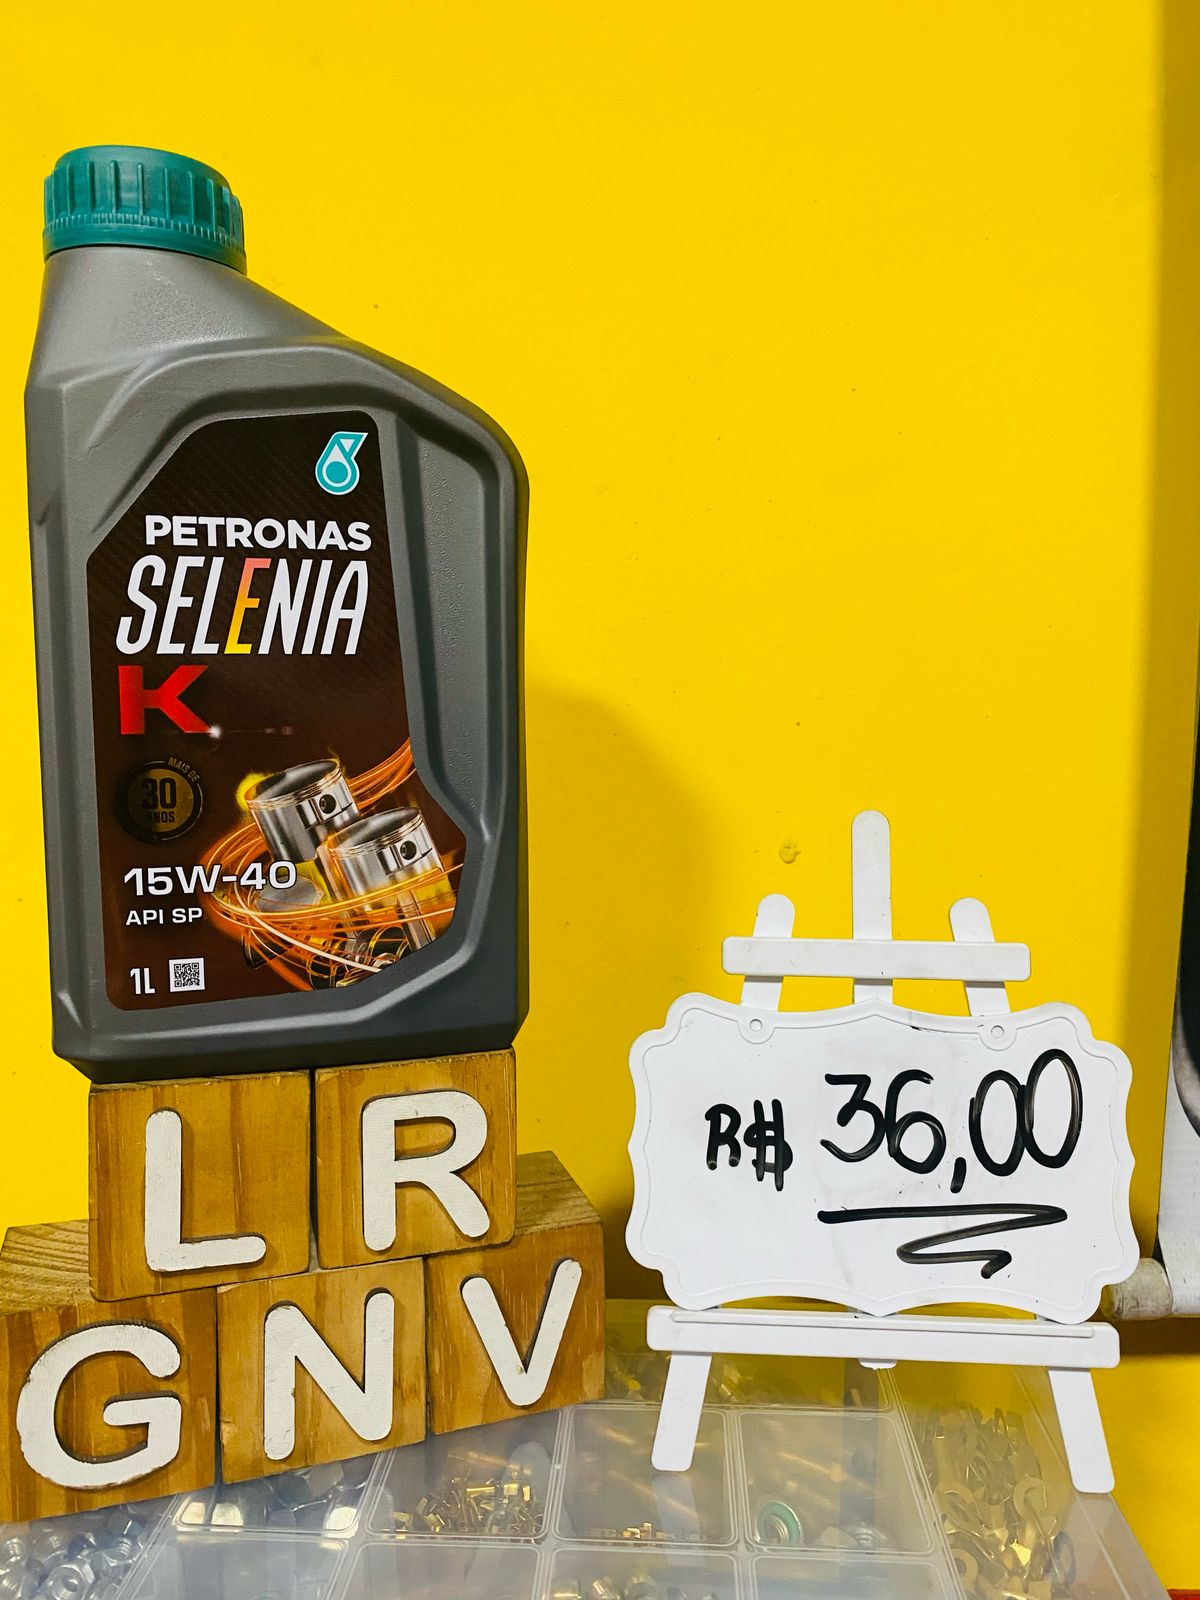 PETRONAS
SELENIA
K
MAIS DE
30
ANOS
15W-40
API SP
1L
LR
GNV
R$ 36,00